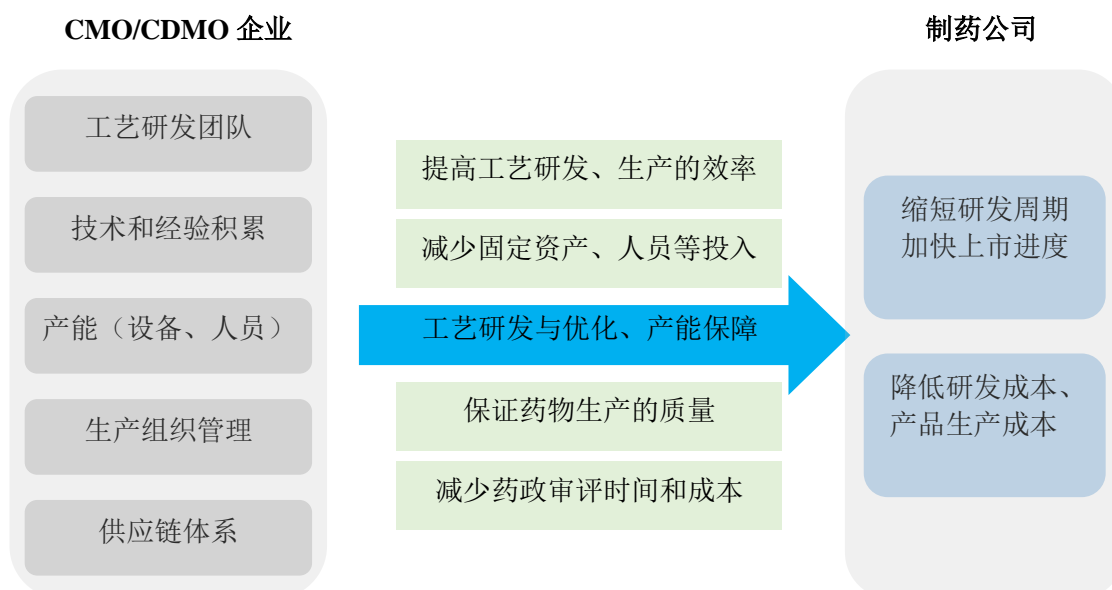 CMO/CDMO 企业
工艺研发团队
技术和经验积累
产能（设备、人员）
生产组织管理
供应链体系
提高工艺研发、生产的效率
减少固定资产、人员等投入
工艺研发与优化、产能保障
保证药物生产的质量
减少药政审评时间和成本
制药公司
缩短研发周期
加快上市进度
降低研发成本、
产品生产成本